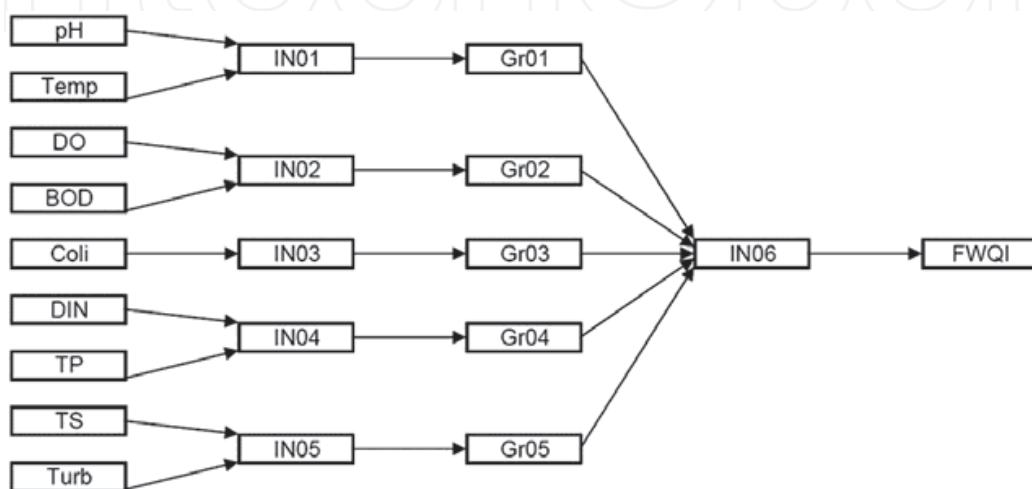 pH
Temp
DO
BOD
Coli
DIN
TP
TS
Turb
IN01
IN02
IN03
IN04
IN05
Gr01
Gr02
Gr03
Gr04
Gr05
IN06
FWQI